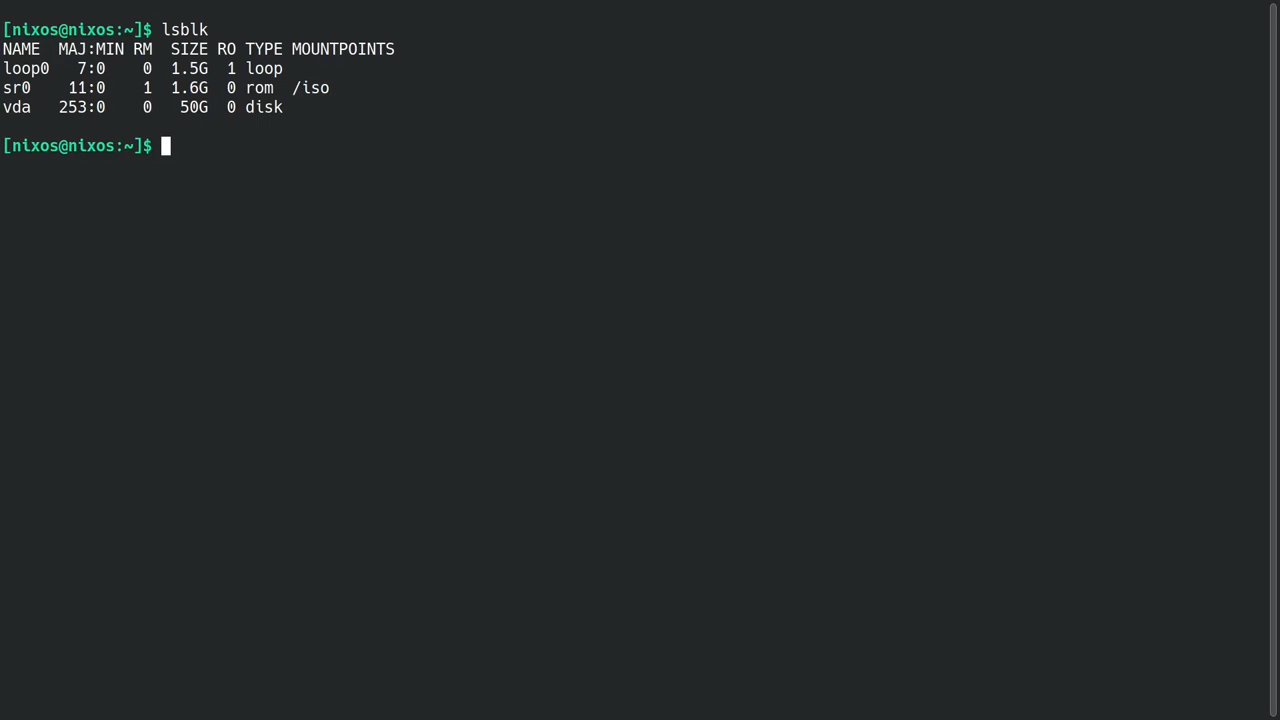 [nixos@nixos:~]$ lsblk
NAME  MAJ:MIN RM  SIZE RO TYPE MOUNTPOINTS
loop0   7:0    0  1.5G  1 loop
sr0    11:0    1  1.6G  0 rom  /iso
vda   253:0    0   50G  0 disk
[nixos@nixos:~]$